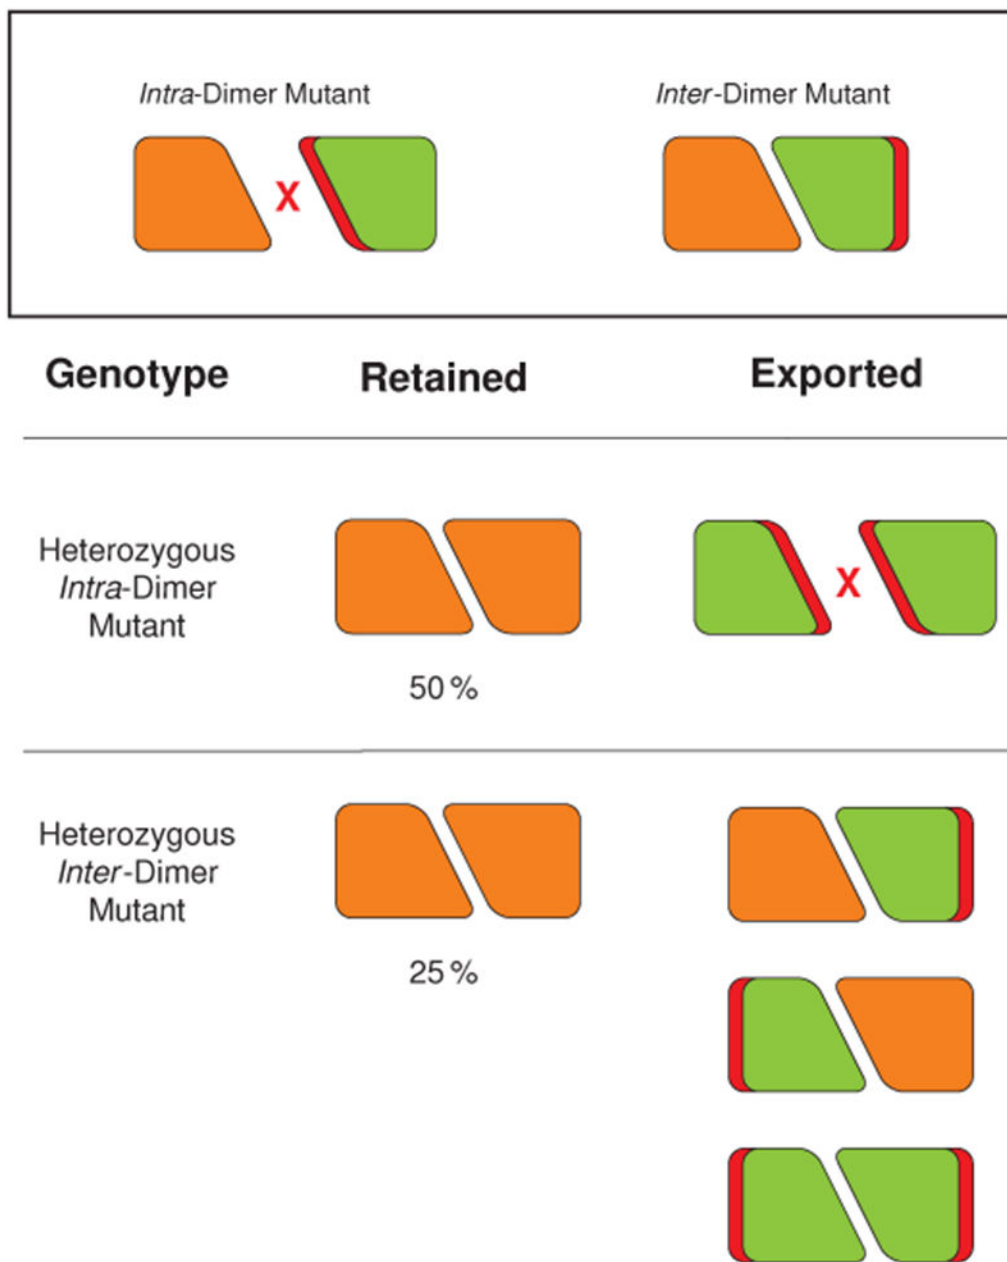 Intra-Dimer Mutant
Inter-Dimer Mutant
X
Genotype
Retained
Exported
Heterozygous
Intra-Dimer
Mutant
X
50 %
Heterozygous
Inter-Dimer
Mutant
25 %